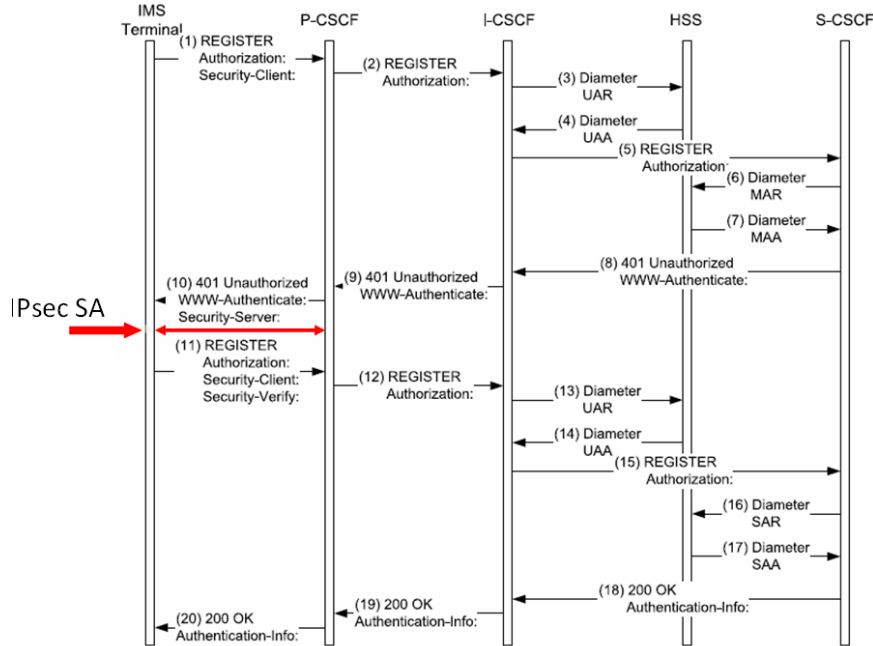 IMS
Terminal
P-CSCF
I-CSCF
HSS
S-CSCF
(1) REGISTER
Authorization:
Security-Client:
(2) REGISTER
Authorization:
(3) Diameter
UAR
(4) Diameter
UAA
(5) REGISTER
Authorization:
(6) Diameter
MAR
(7) Diameter
MAA
(8) 401 Unauthorized
WWW-Authenticate:
(9) 401 Unauthorized
WWW-Authenticate:
(10) 401 Unauthorized
WWW-Authenticate:
Security-Server:
IPsec SA
(11) REGISTER
Authorization:
Security-Client:
Security-Verify:
(12) REGISTER
Authorization:
(13) Diameter
UAR
(14) Diameter
UAA
(15) REGISTER
Authorization:
(16) Diameter
SAR
(17) Diameter
SAA
(18) 200 OK
Authentication-Info:
(19) 200 OK
Authentication-Info:
(20) 200 OK
Authentication-Info: